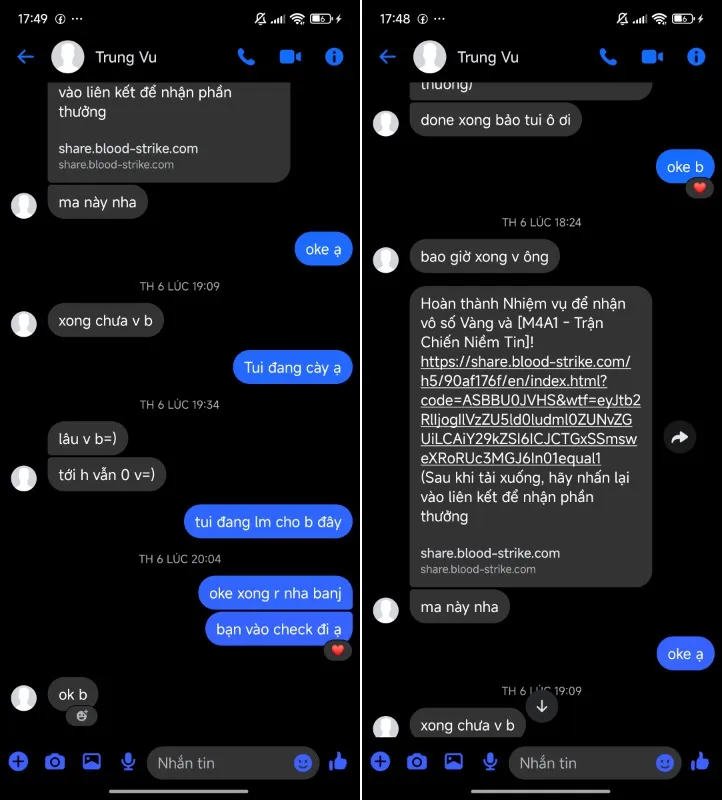 17:49
Trung Vu
vào liên kết để nhận phần
thưởng
share.blood-strike.com
share.blood-strike.com
ma này nha
oke ạ
TH 6 LÚC 19:09
xong chưa v b
Tui đang cày ạ
TH 6 LÚC 19:34
lâu v b=)
tới h vẫn 0 v=)
tui đang lm cho b đây
TH 6 LÚC 20:04
oke xong r nha banj
bạn vào check đi ạ
ok b
Nhắn tin
17:48
Trung Vu
thưởng)
done xong bảo tui ô ơi
oke b
TH 6 LÚC 18:24
bao giờ xong v ông
Hoàn thành Nhiệm vụ để nhận
vô số Vàng và [M4A1 - Trận
Chiến Niềm Tin]!
https://share.blood-strike.com/
h5/90af176f/en/index.html?
code=ASBBU0JVHS&wtf=eyJtb2
RlIjogIlVzZU5ld0ludml0ZUNvZG
UiLCAiY29kZSI6ICJCTGxSSmsw
eXRoRUc3MGJ6In01equal1
(Sau khi tải xuống, hãy nhấn lại
vào liên kết để nhận phần
thưởng
share.blood-strike.com
share.blood-strike.com
ma này nha
oke ạ
TH 6 LÚC 19:09
xong chưa v b
Nhắn tin